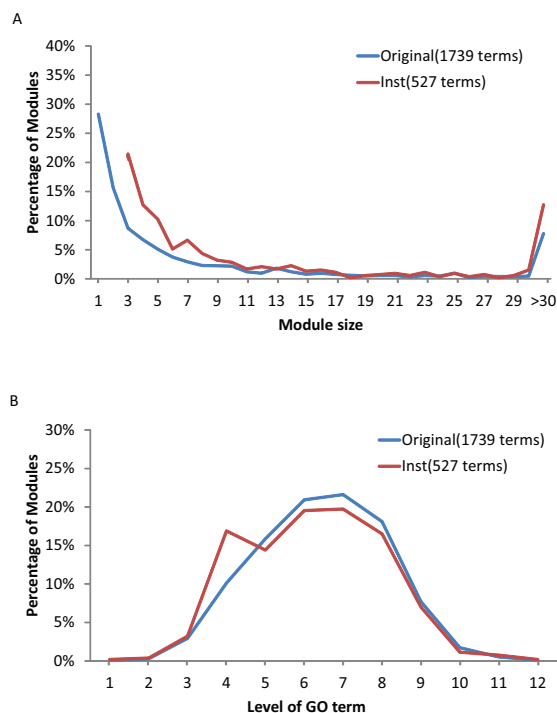 A
40%
35%
30%
25%
20%
15%
10%
5%
0%
Percentage of Modules
Original(1739 terms)
Inst(527 terms)
1 3 5 7 9 11 13 15 17 19 21 23 25 27 29 >30
Module size
B
30%
25%
20%
15%
10%
5%
0%
Percentage of Modules
Original(1739 terms)
Inst(527 terms)
1 2 3 4 5 6 7 8 9 10 11 12
Level of GO term